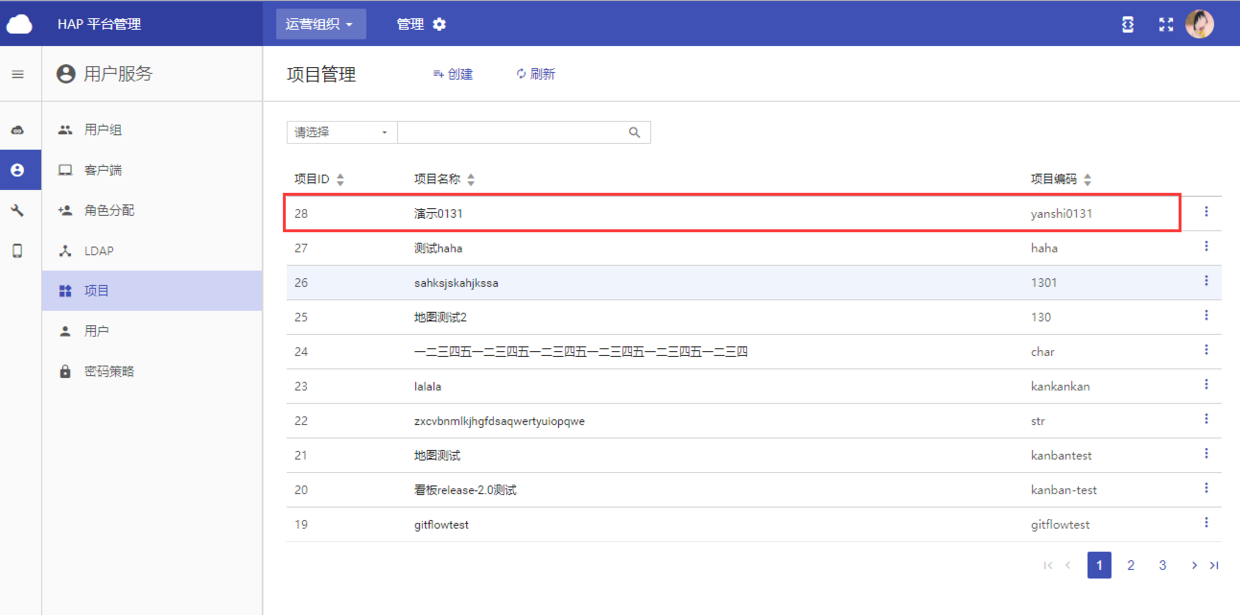 HAP 平台管理 运营组织 管理
用户服务 项目管理 创建 刷新
用户组
客户端
角色分配
LDAP
项目
用户
密码策略
请选择
项目ID 项目名称 项目编码
28 演示0131 yanshi0131
27 测试haha haha
26 sahksjskahjkssa 1301
25 地图测试2 130
24 一二三四五一二三四五一二三四五一二三四五一二三四五一二三四 char
23 lalala kankankan
22 zxcvbnmlkjhgfdsaqwertyuiopqwe str
21 地图测试 kanbantest
20 看板release-2.0测试 kanban-test
19 gitflowtest gitflowtest
1 2 3